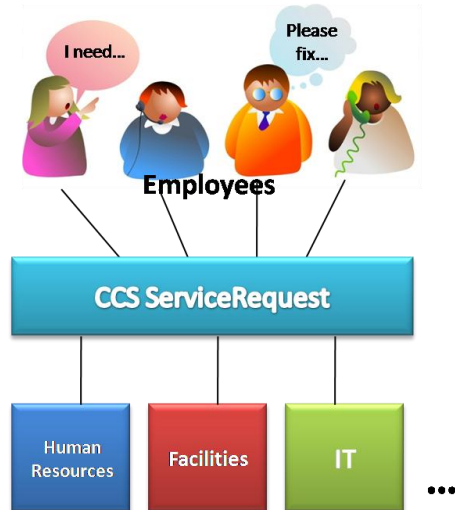 I need...
Please
fix...
Employees
CCS ServiceRequest
Human
Resources
Facilities
IT
...